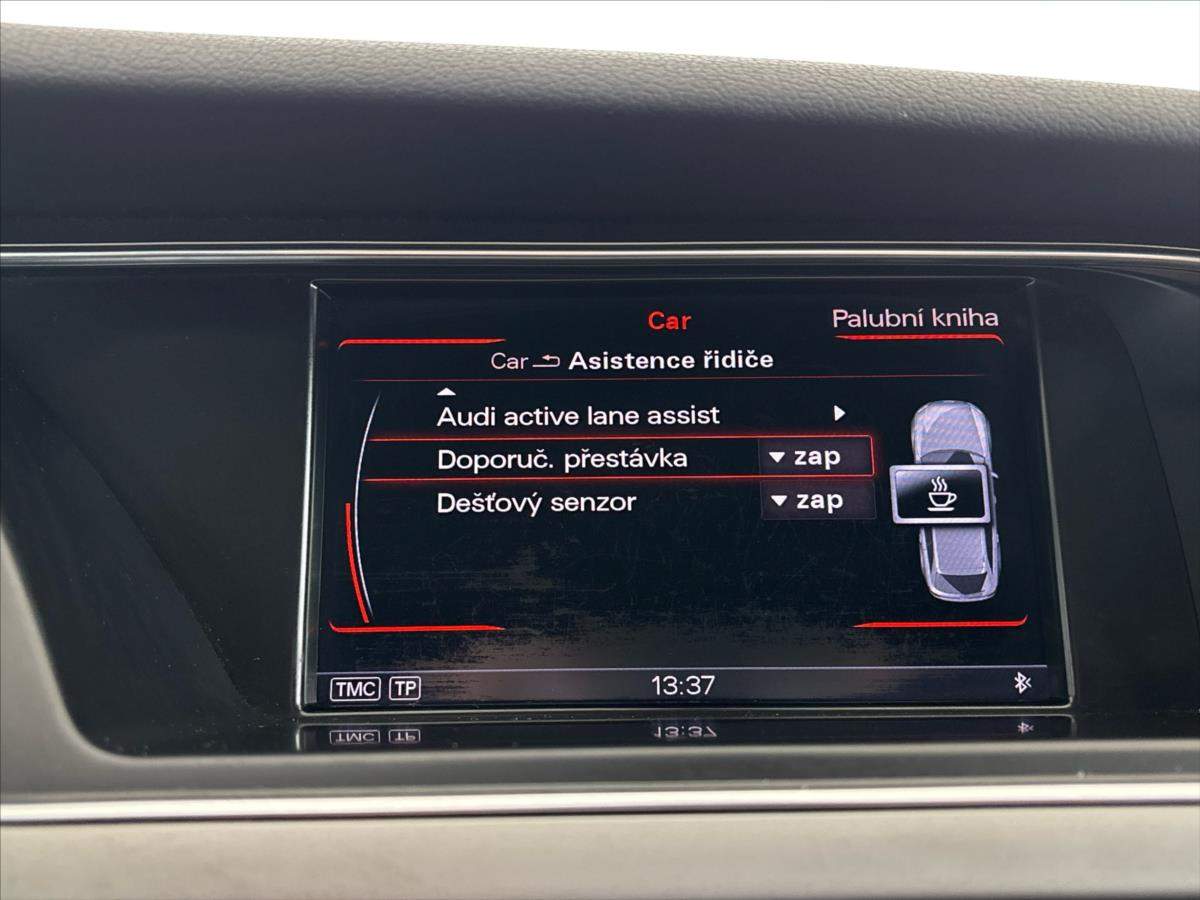 Car
Palubní kniha
Car Asistence řidiče
Audi active lane assist
Doporuč. přestávka zap
Dešťový senzor zap
TMC TP 13:37